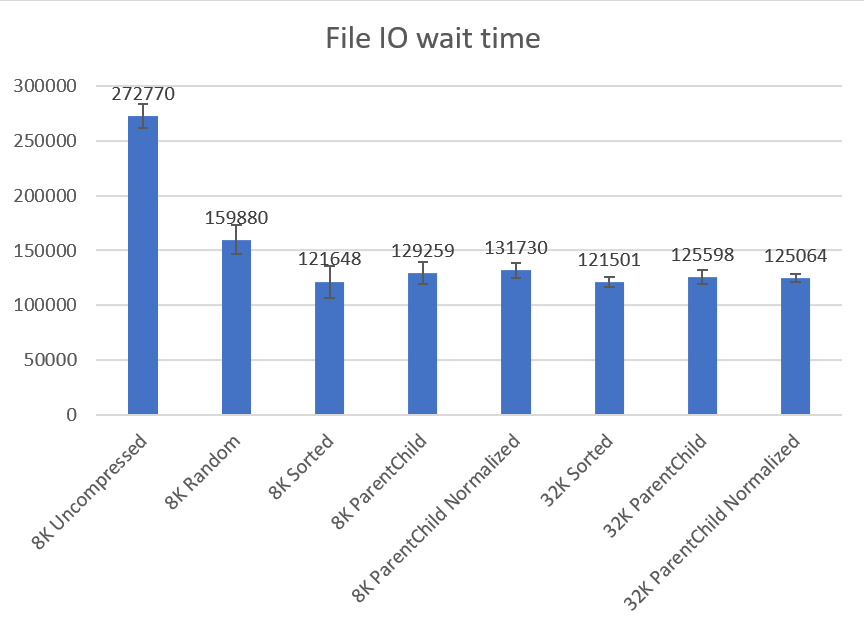 File IO wait time
300000
250000
200000
150000
100000
50000
0
272770
159880
121648
129259
131730
121501
125598
125064
8K Uncompressed
8K Random
8K Sorted
8K ParentChild
8K ParentChild Normalized
32K Sorted
32K ParentChild
32K ParentChild Normalized